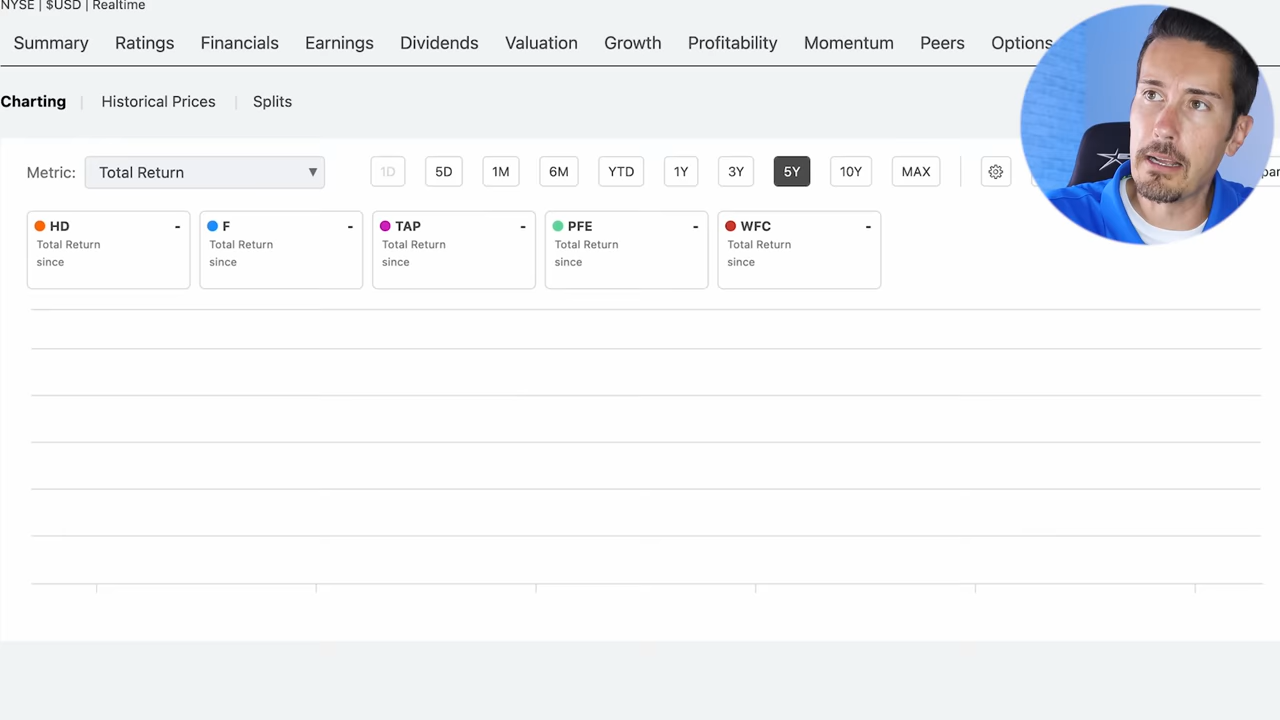 NYSE | $USD | Realtime
Summary Ratings Financials Earnings Dividends Valuation Growth Profitability Momentum Peers Options
Charting | Historical Prices | Splits
Metric: Total Return ▼ 1D 5D 1M 6M YTD 1Y 3Y 5Y 10Y MAX
HD - F - TAP - PFE - WFC -
Total Return Total Return Total Return Total Return Total Return
since since since since since